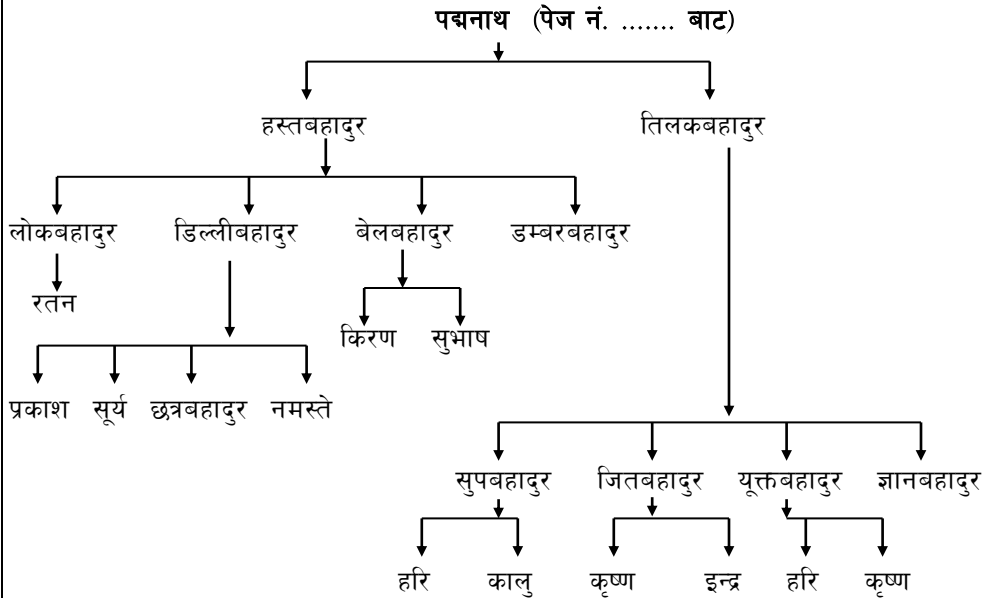 पद्मनाथ (पेज नं. ....... बाट)
हस्तबहादुर तिलकबहादुर
लोकबहादुर डिल्लीबहादुर बेलबहादुर डम्बरबहादुर
रतन
किरण सुभाष
प्रकाश सूर्य छत्रबहादुर नमस्ते
सुपबहादुर जितबहादुर यूक्तबहादुर ज्ञानबहादुर
हरि कालु कृष्ण इन्द्र हरि कृष्ण